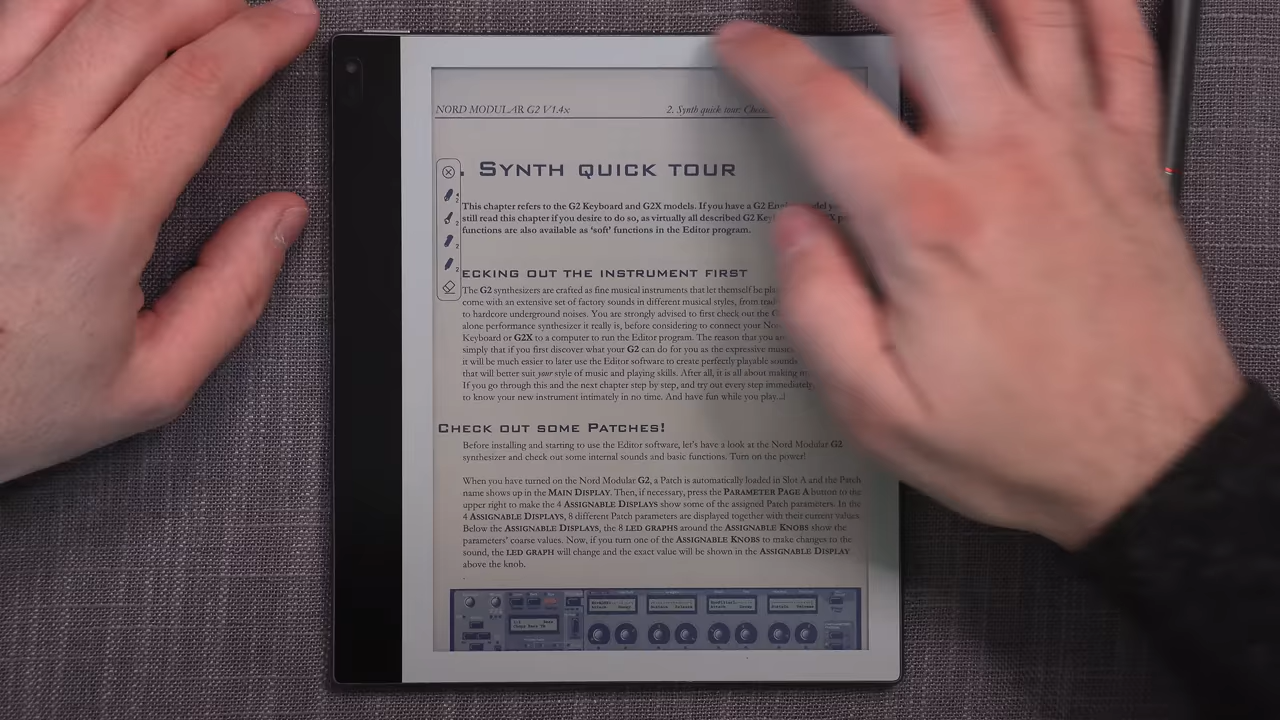 NORD MODULAR G2 V1.4x
2. Synth quick tour:
. SYNTH QUICK TOUR
This chapter refers to the G2 Keyboard and G2X models. If you have a G2
still read this chapter if you desire to do so, as virtually all described G2
functions are also available as ‘soft’ functions in the Editor program.
ECKING OUT THE INSTRUMENT FIRST
The G2 synthesizers are crafted as fine musical instruments that let themself be
come with an extensive set of factory sounds in different musical styles, from
to hardcore underground noises. You are strongly advised to first check out the
alone performance synthesizer it really is, before considering to connect your
Keyboard or G2X to a computer to run the Editor program. The reason that you
simply that if you first discover what your G2 can do for you as the expressive
it will be much easier to later use the Editor software to create perfectly playable sounds
that will better suit your style of music and playing skills. After all, it is all about making
If you go through this and the next chapter step by step, and try out every step immediately,
to know your new instrument intimately in no time. And have fun while you play...!
CHECK OUT SOME PATCHES!
Before installing and starting to use the Editor software, let’s have a look at the Nord Modular G2
synthesizer and check out some internal sounds and basic functions. Turn on the power!
When you have turned on the Nord Modular G2, a Patch is automatically loaded in Slot A and the Patch
name shows up in the MAIN DISPLAY. Then, if necessary, press the PARAMETER PAGE A button to the
upper right to make the 4 ASSIGNABLE DISPLAYS show some of the assigned Patch parameters. In the
4 ASSIGNABLE DISPLAYS, 8 different Patch parameters are displayed together with their current values.
Below the ASSIGNABLE DISPLAYS, the 8 LED GRAPHS around the ASSIGNABLE KNOBS show the
parameters’ coarse values. Now, if you turn one of the ASSIGNABLE KNOBS to make changes to the
sound, the LED GRAPH will change and the exact value will be shown in the ASSIGNABLE DISPLAY
above the knob.